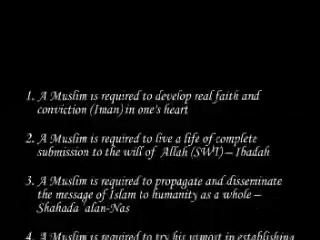 1. A Muslim is required to develop real faith and
conviction (Iman) in one's heart
2. A Muslim is required to live a life of complete
submission to the will of Allah (SWT) – Ibadah
3. A Muslim is required to propagate and disseminate
the message of Islam to humanity as a whole –
Shahada 'alan-Nas
4. A Muslim is required to try his utmost in establishing